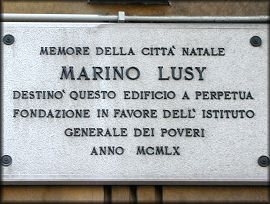 MEMORE DELLA CITTA' NATALE
MARINO LUSY
DESTINO' QUESTO EDIFICIO A PERPETUA
FONDAZIONE IN FAVORE DELL' ISTITUTO
GENERALE DEI POVERI
ANNO MCMLX